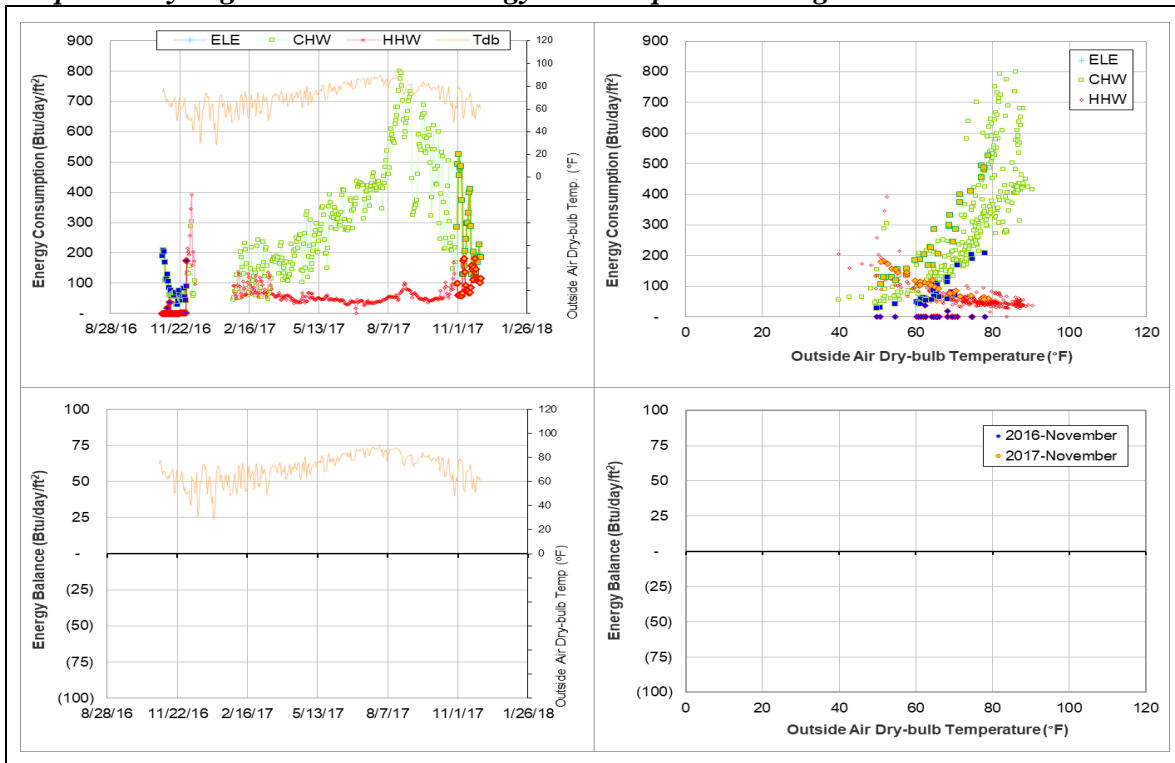 ELE CHW HHW Tdb
Energy Consumption (Btu/day/ft²)
900
800
700
600
500
400
300
200
100
-
120
100
80
60
40
20
0
Outside Air Dry-bulb Temp. (°F)
8/28/16 11/22/16 2/16/17 5/13/17 8/7/17 11/1/17 1/26/18
Energy Consumption (Btu/day/ft²)
900
800
700
600
500
400
300
200
100
-
ELE
CHW
HHW
0 20 40 60 80 100 120
Outside Air Dry-bulb Temperature (°F)
Energy Balance (Btu/day/ft²)
100
75
50
25
-
(25)
(50)
(75)
(100)
120
100
80
60
40
20
0
Outside Air Dry-bulb Temp (°F)
8/28/16 11/22/16 2/16/17 5/13/17 8/7/17 11/1/17 1/26/18
Energy Balance (Btu/day/ft²)
100
75
50
25
-
(25)
(50)
(75)
(100)
2016-November
2017-November
0 20 40 60 80 100 120
Outside Air Dry-bulb Temperature (°F)